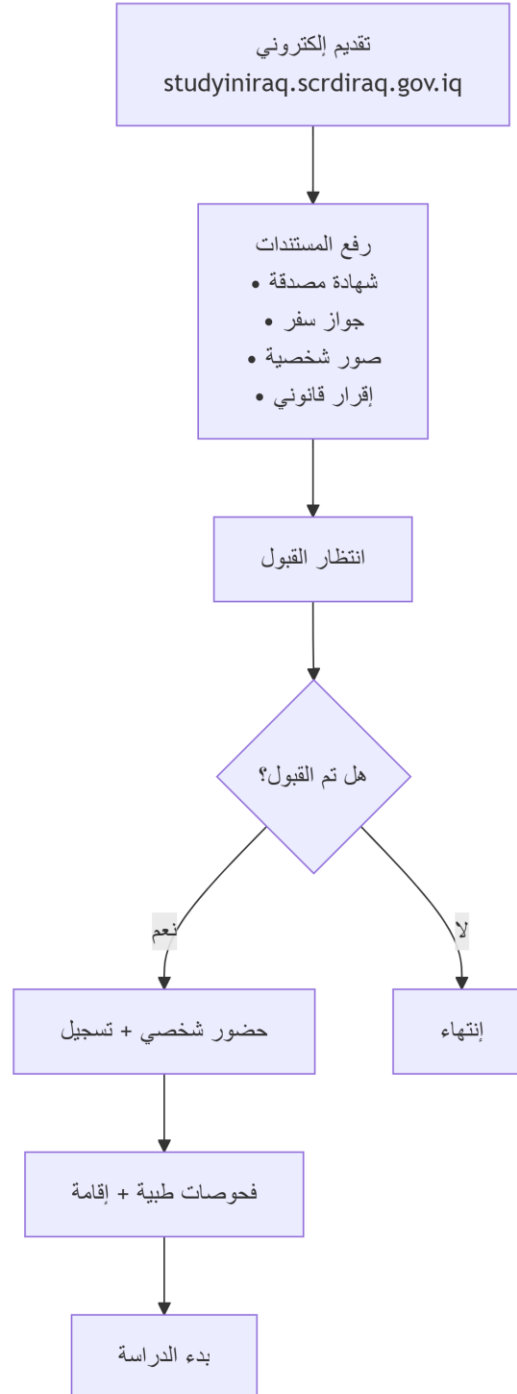 تقديم إلكتروني
studyiniraq.scrdiraq.gov.iq
رفع المستندات
شهادة مصدقة •
جواز سفر •
صور شخصية •
إقرار قانوني •
انتظار القبول
هل تم القبول؟
نعم
لا
حضور شخصي + تسجيل
إنتهاء
فحوصات طبية + إقامة
بدء الدراسة